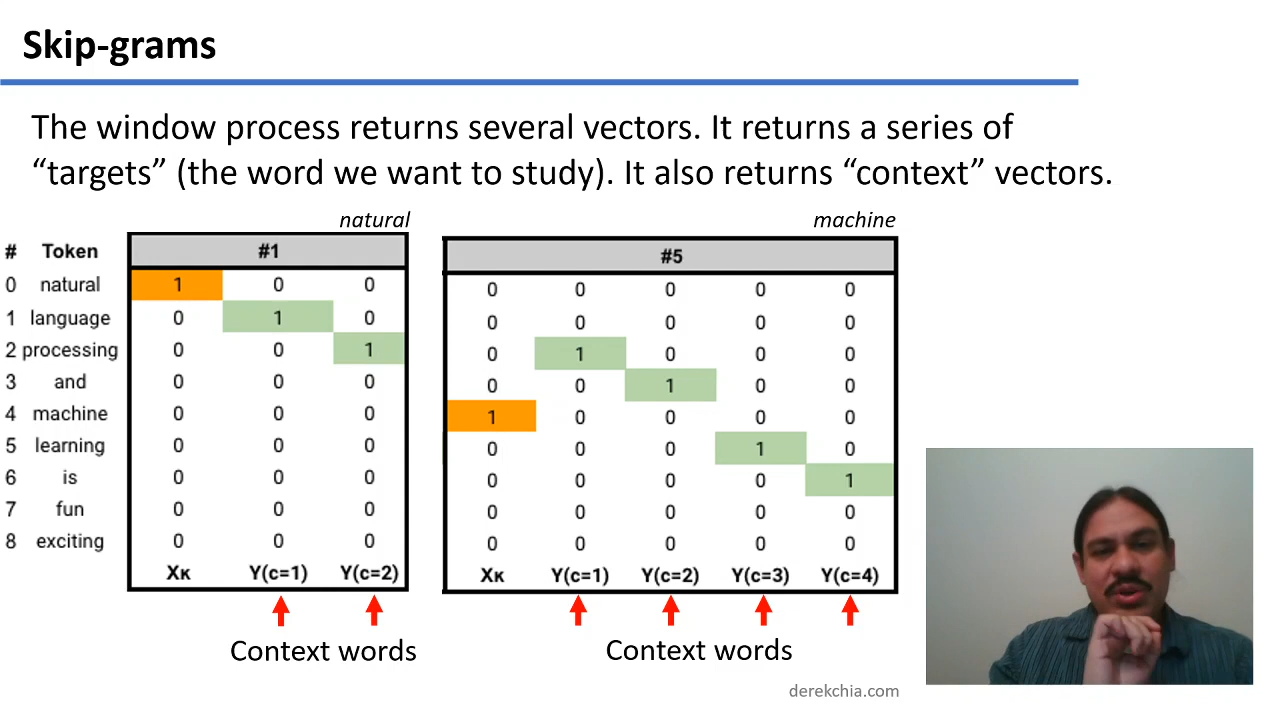 Skip-grams
The window process returns several vectors. It returns a series of
“targets” (the word we want to study). It also returns “context” vectors.
natural machine
# Token #1 #5
0 natural 1 0 0 0 0 0 0 0
1 language 0 1 0 0 0 0 0 0
2 processing 0 0 1 0 1 0 0 0
3 and 0 0 0 0 0 1 0 0
4 machine 0 0 0 1 0 0 0 0
5 learning 0 0 0 0 0 0 1 0
6 is 0 0 0 0 0 0 0 1
7 fun 0 0 0 0 0 0 0 0
8 exciting 0 0 0 0 0 0 0 0
Xĸ Y(c=1) Y(c=2) Xĸ Y(c=1) Y(c=2) Y(c=3) Y(c=4)
Context words Context words
derekchia.com